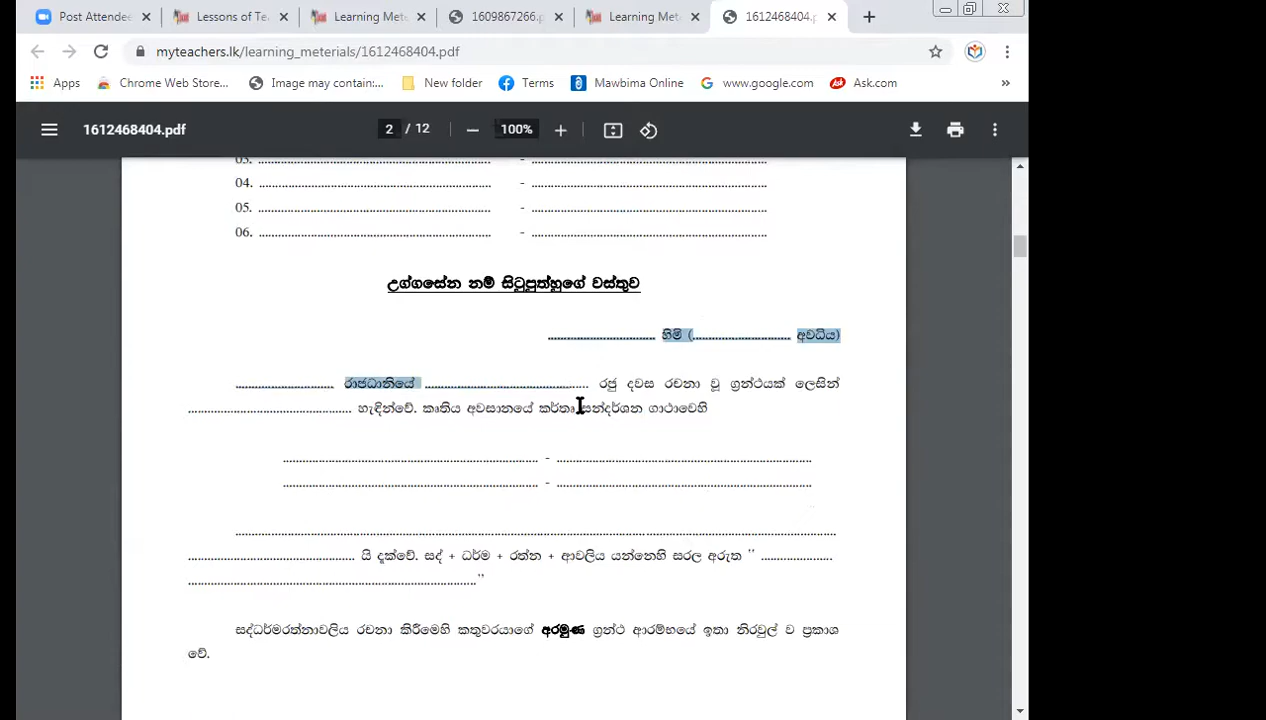 Post Attende
Lessons of Te
Learning Met
1609867266.p
Learning Met
1612468404.p
myteachers.lk/learning_meterials/1612468404.pdf
Apps
Chrome Web Store...
Image may contain:...
New folder
Terms
Mawbima Online
www.google.com
Ask.com
»
1612468404.pdf
2 / 12
100%
03. .......................................................... - ..........................................................
04. .......................................................... - ..........................................................
05. .......................................................... - ..........................................................
06. .......................................................... - ..........................................................
උග්ගසේන නම් සිටුපුත්හුගේ වස්තුව
........................... හිමි (........................ අවධිය)
........................ රාජධානියේ ........................................ රජු දවස රචනා වූ ග්‍රන්ථයක් ලෙසින්
......................................... හැඳින්වේ. කෘතිය අවසානයේ කර්තෘ සන්දර්ශන ගාථාවෙහි
................................................................ - ................................................................
................................................................ - ................................................................
......................................................................................................................................................
......................................... යි දැක්වේ. සද් + ධර්ම + රත්න + ආවලිය යන්නෙහි සරල අරුත " ..................
........................................................................"
සද්ධර්මරත්නාවලිය රචනා කිරීමෙහි කතුවරයාගේ අරමුණ ග්‍රන්ථ ආරම්භයේ ඉතා නිරවුල් ව ප්‍රකාශ
වේ.